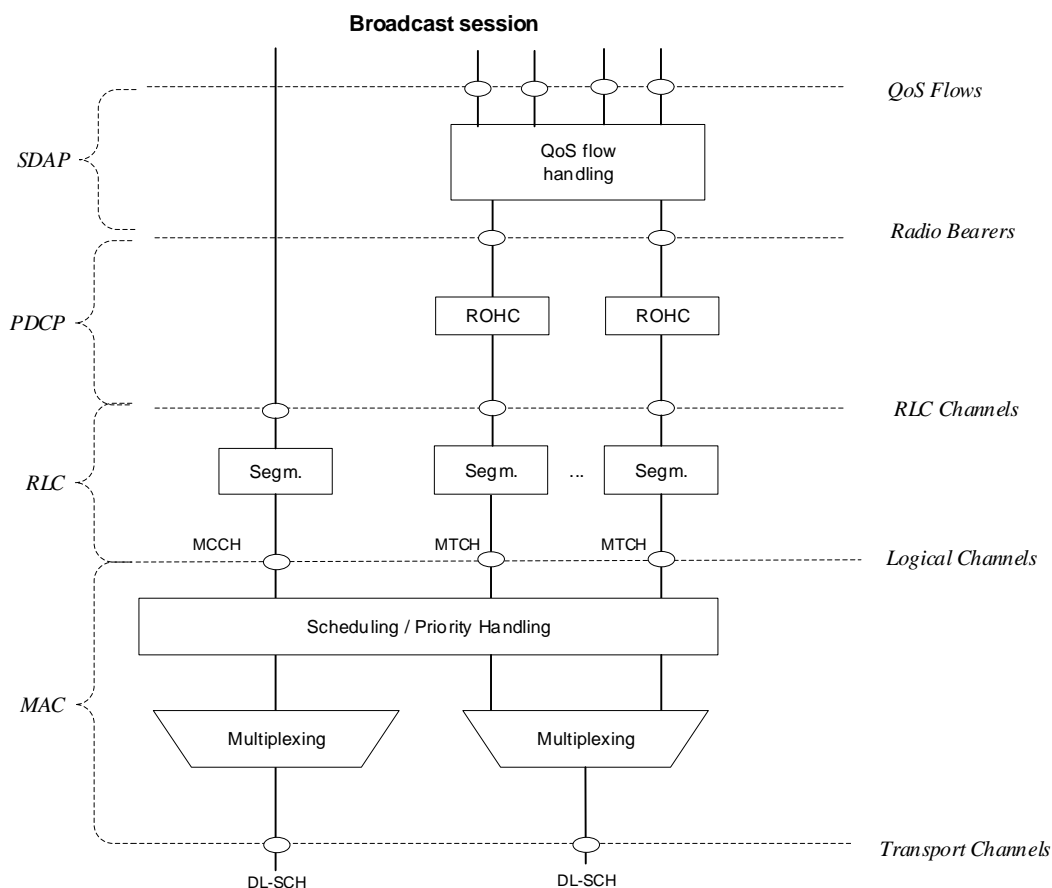 Broadcast session
QoS Flows
SDAP
QoS flow
handling
Radio Bearers
PDCP
ROHC
ROHC
RLC Channels
RLC
Segm.
Segm.
...
Segm.
MCCH
MTCH
MTCH
Logical Channels
Scheduling / Priority Handling
MAC
Multiplexing
Multiplexing
Transport Channels
DL-SCH
DL-SCH